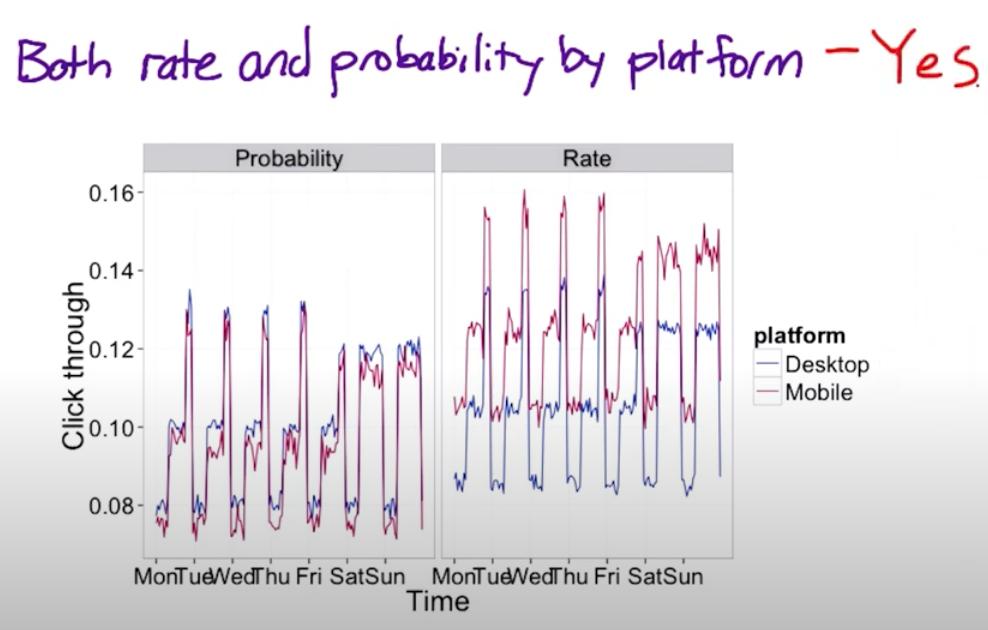 Both rate and probability by platform - Yes.
Probability Rate
0.16
0.14
0.12
0.10
0.08
Click through
platform
Desktop
Mobile
Mon Tue Wed Thu Fri Sat Sun Mon Tue Wed Thu Fri Sat Sun
Time